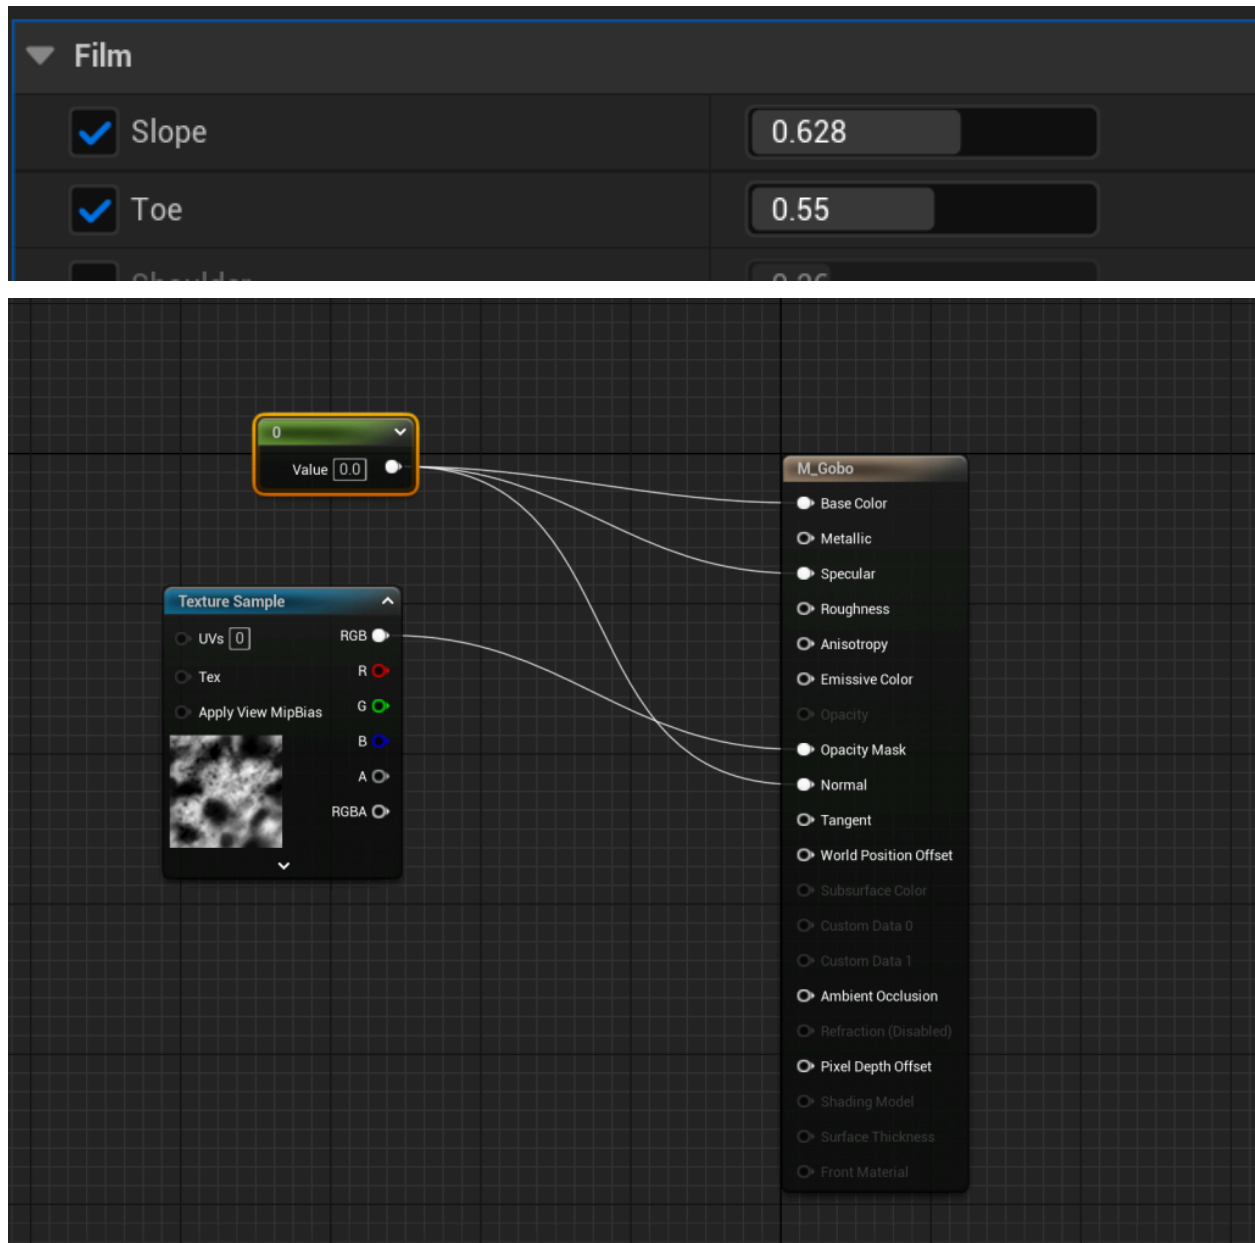 Film
Slope 0.628
Toe 0.55
0
Value 0.0
M_Gobo
Base Color
Metallic
Specular
Texture Sample
Roughness
UVs 0 RGB
Anisotropy
Tex R
Emissive Color
Apply View MipBias G
Opacity
B
Opacity Mask
A
Normal
RGBA
Tangent
World Position Offset
Subsurface Color
Custom Data 0
Custom Data 1
Ambient Occlusion
Refraction (Disabled)
Pixel Depth Offset
Shading Model
Surface Thickness
Front Material